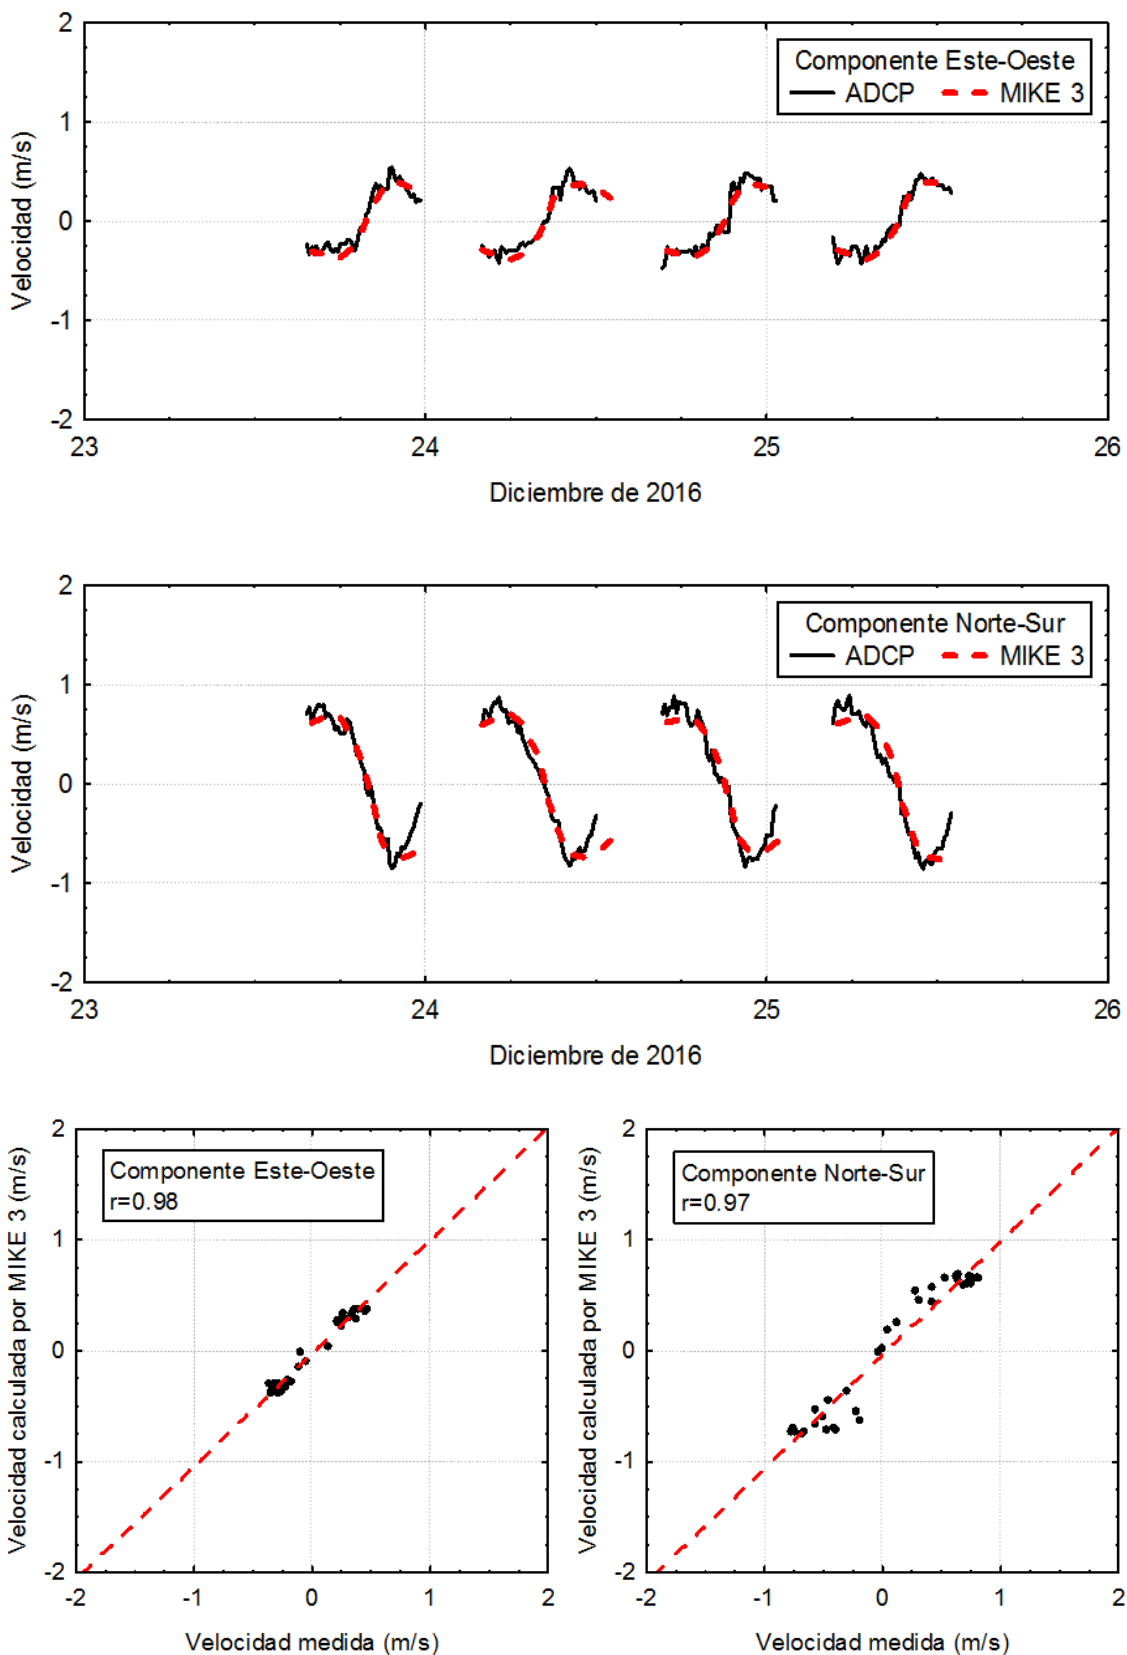 2
Componente Este-Oeste
ADCP MIKE 3
1
Velocidad (m/s)
0
-1
-2
23 24 25 26
Diciembre de 2016
2
Componente Norte-Sur
ADCP MIKE 3
1
Velocidad (m/s)
0
-1
-2
23 24 25 26
Diciembre de 2016
2
Componente Este-Oeste
r=0.98
1
Velocidad calculada por MIKE 3 (m/s)
0
-1
-2
-2 -1 0 1 2
Velocidad medida (m/s)
2
Componente Norte-Sur
r=0.97
1
Velocidad calculada por MIKE 3 (m/s)
0
-1
-2
-2 -1 0 1 2
Velocidad medida (m/s)